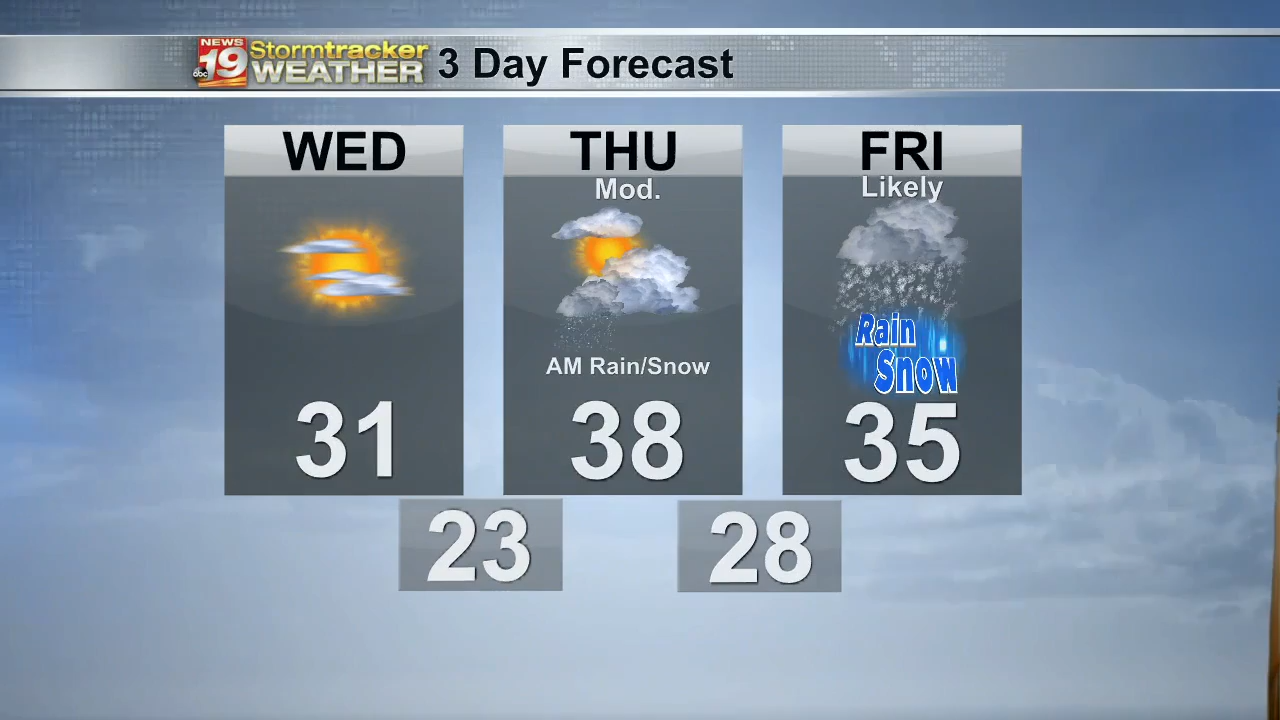 NEWS
19
abc
Stormtracker
WEATHER
3 Day Forecast
WED
31
THU
Mod.
AM Rain/Snow
38
FRI
Likely
Rain
Snow
35
23
28